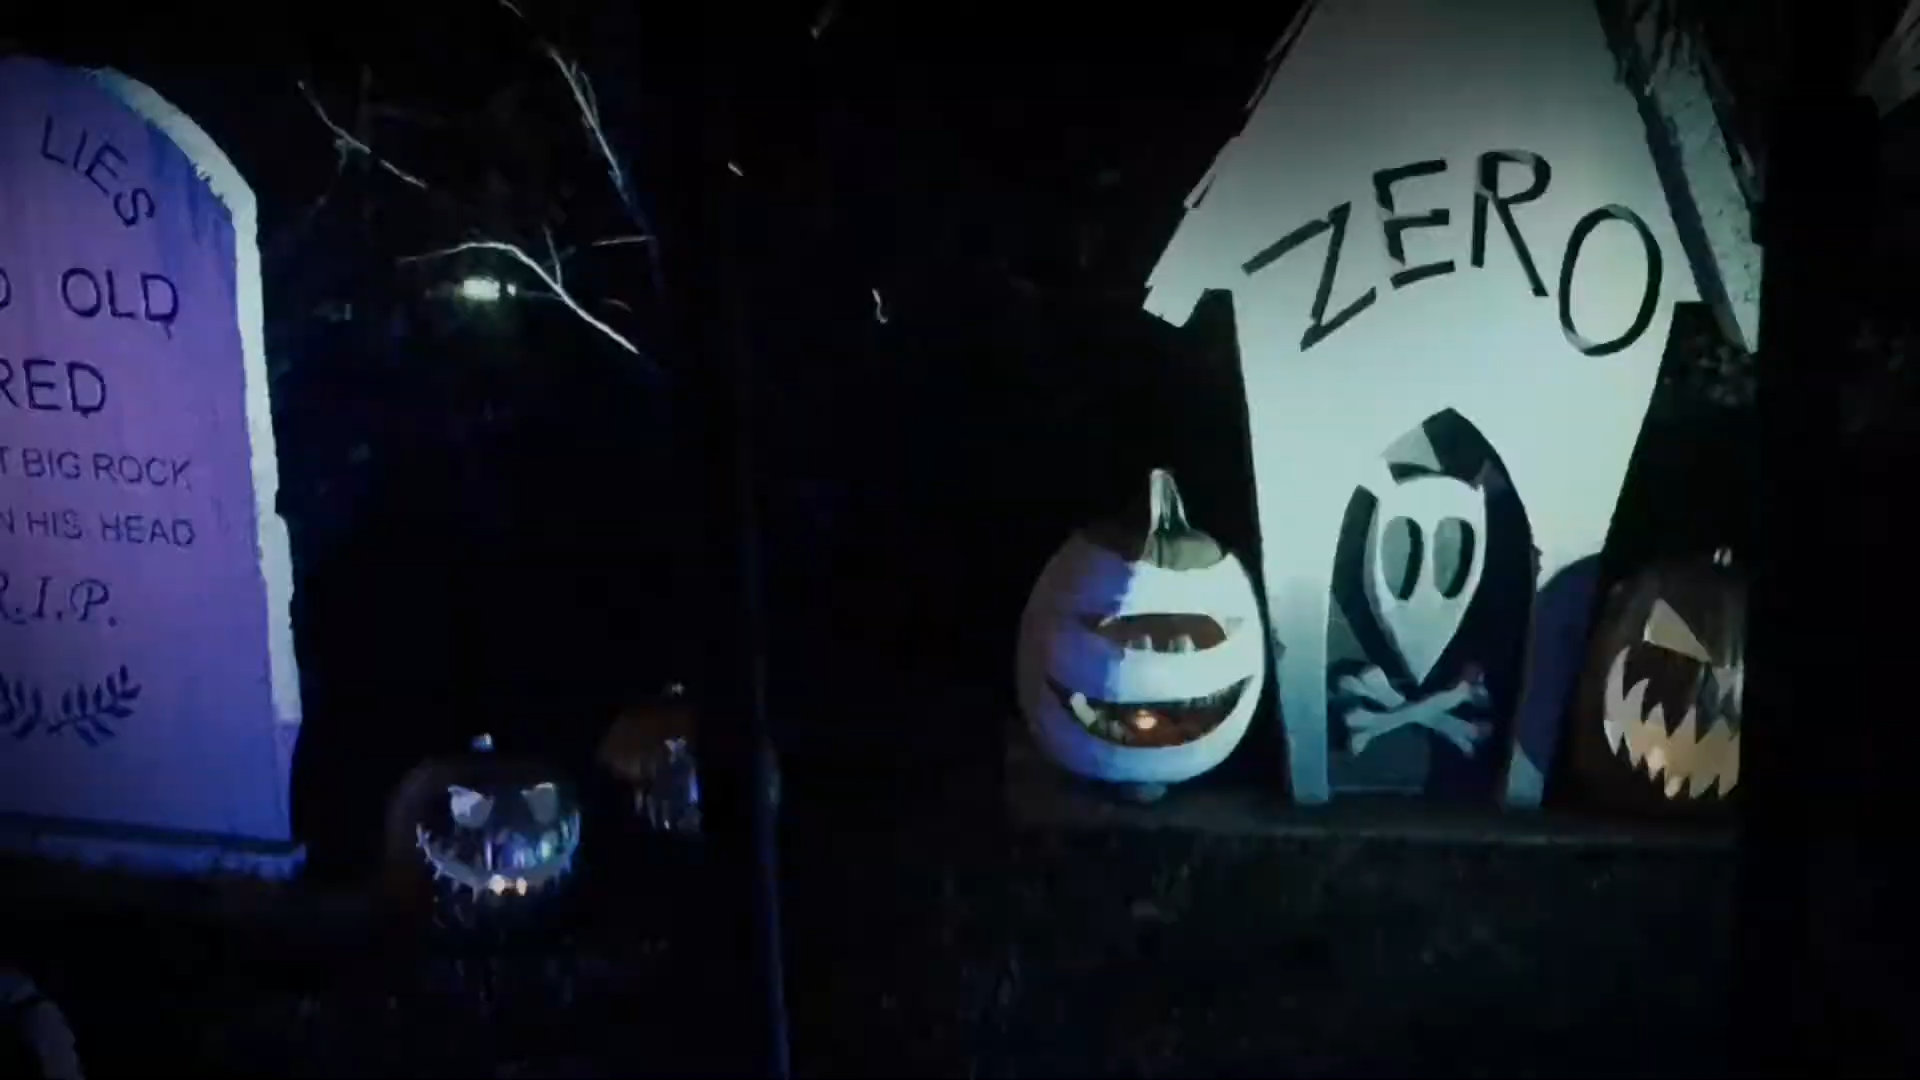 LIES
OLD
RED
T BIG ROCK
N HIS HEAD
R.I.P.
ZERO